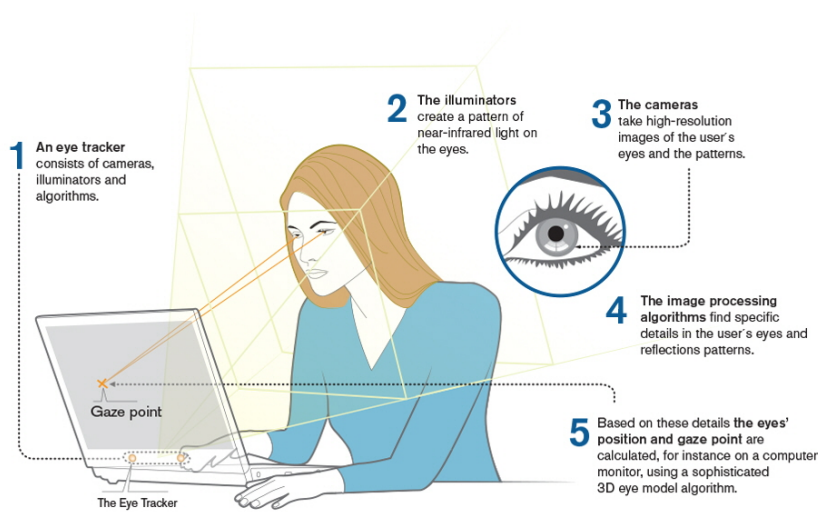 1
An eye tracker
consists of cameras,
illuminators and
algorithms.
2
The illuminators
create a pattern of
near-infrared light on
the eyes.
3
The cameras
take high-resolution
images of the user´s
eyes and the patterns.
4
The image processing
algorithms find specific
details in the user´s eyes and
reflections patterns.
5
Based on these details the eyes’
position and gaze point are
calculated, for instance on a computer
monitor, using a sophisticated
3D eye model algorithm.
Gaze point
The Eye Tracker